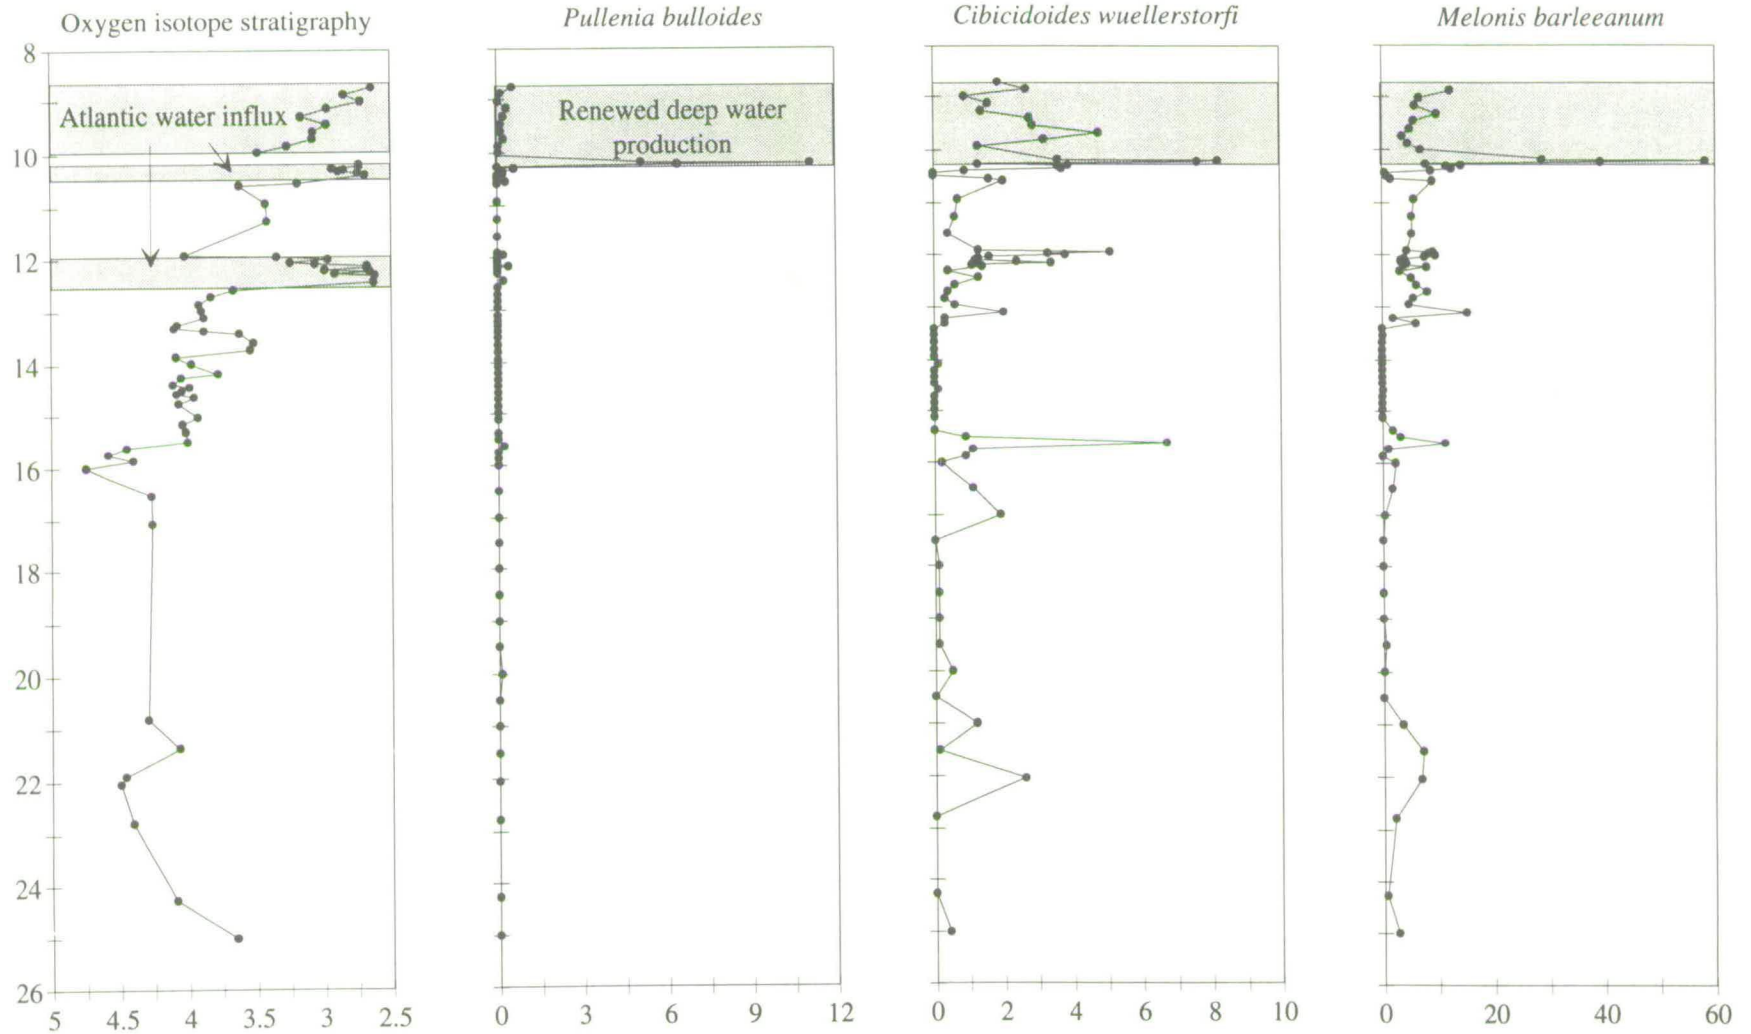 Oxygen isotope stratigraphy
Pullenia bulloides
Cibicidoides wuellerstorfi
Melonis barleeanum
Atlantic water influx
Renewed deep water
production
8
10
12
14
16
18
20
22
24
26
5 4.5 4 3.5 3 2.5
0 3 6 9 12
0 2 4 6 8 10
0 20 40 60